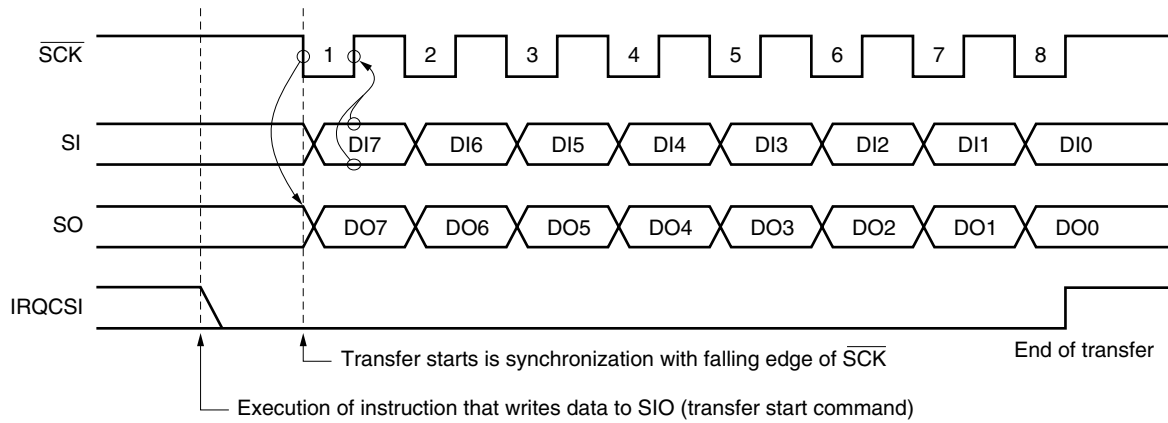 SCK
1 2 3 4 5 6 7 8
SI
DI7 DI6 DI5 DI4 DI3 DI2 DI1 DI0
SO
DO7 DO6 DO5 DO4 DO3 DO2 DO1 DO0
IRQCSI
End of transfer
Transfer starts is synchronization with falling edge of SCK
Execution of instruction that writes data to SIO (transfer start command)